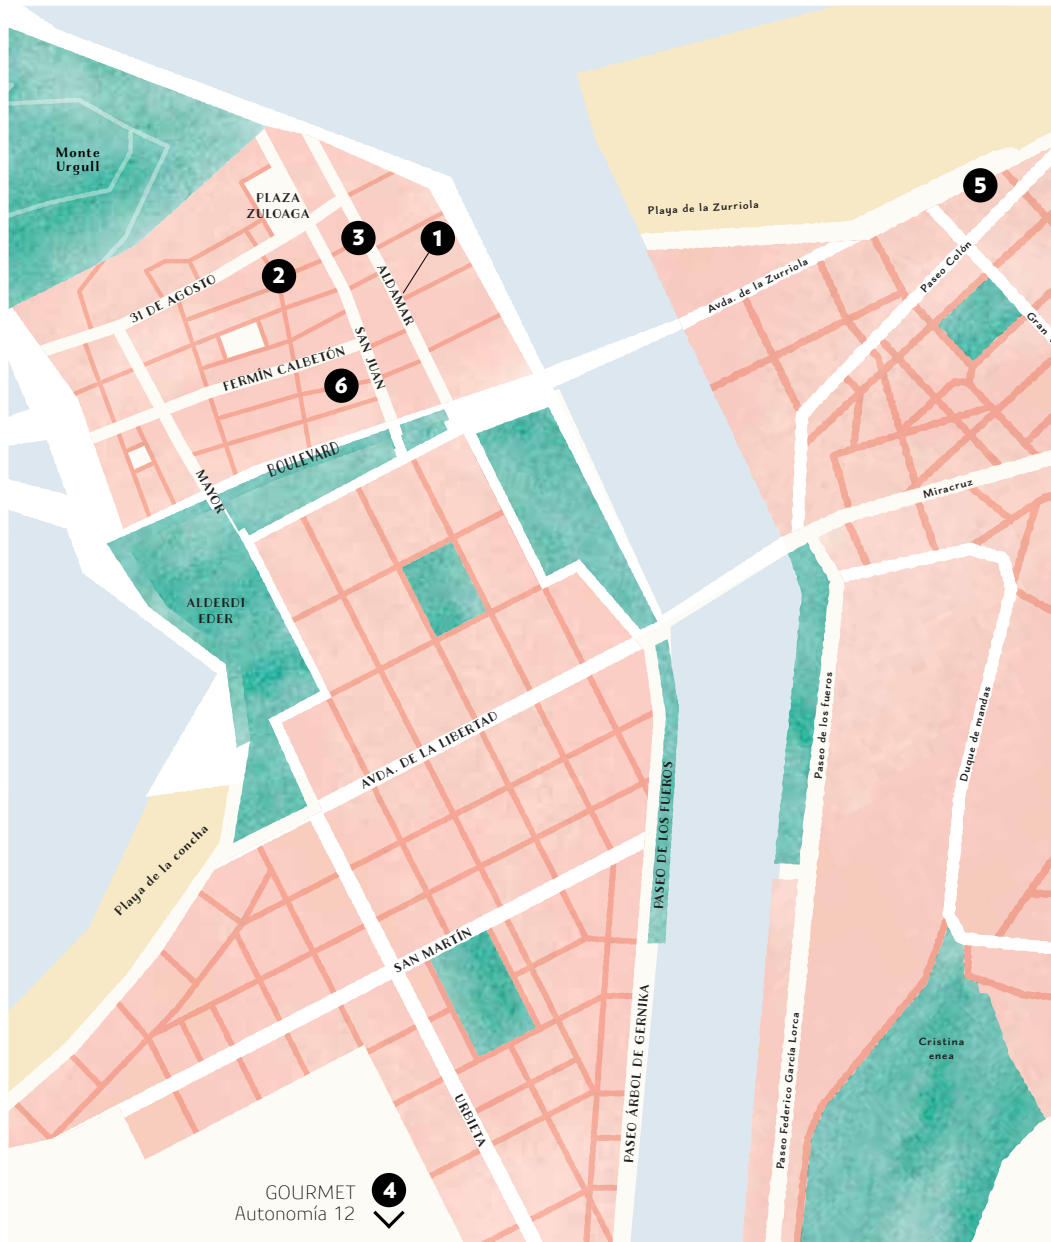 Monte
Urgull
PLAZA
ZULOAGA
5
Playa de la Zurriola
3
1
2
ALDAMAR
Paseo Colón
Avda. de la Zurriola
31 DE AGOSTO
Gran
SAN JUAN
FERMÍN CALBETÓN
6
BOULEVARD
MAYOR
Miracruz
ALDERDI
EDER
AVDA. DE LA LIBERTAD
Paseo de los fueros
Duque de mandas
PASEO DE LOS FUEROS
Playa de la concha
SAN MARTÍN
PASEO ÁRBOL DE GERNIKA
Paseo Federico García Lorca
Cristina
enea
URBIETA
GOURMET
Autonomía 12
4